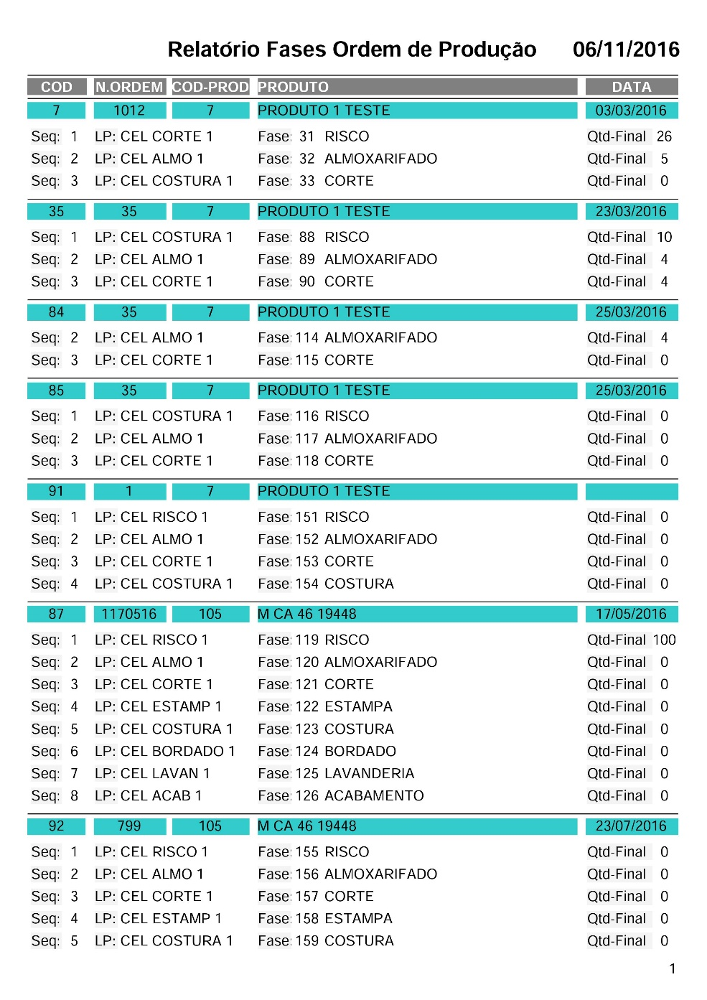 Relatório Fases Ordem de Produção 06/11/2016
COD N.ORDEM COD-PROD PRODUTO DATA
7 1012 7 PRODUTO 1 TESTE 03/03/2016
Seq: 1 LP: CEL CORTE 1 Fase: 31 RISCO Qtd-Final 26
Seq: 2 LP: CEL ALMO 1 Fase: 32 ALMOXARIFADO Qtd-Final 5
Seq: 3 LP: CEL COSTURA 1 Fase: 33 CORTE Qtd-Final 0
35 35 7 PRODUTO 1 TESTE 23/03/2016
Seq: 1 LP: CEL COSTURA 1 Fase: 88 RISCO Qtd-Final 10
Seq: 2 LP: CEL ALMO 1 Fase: 89 ALMOXARIFADO Qtd-Final 4
Seq: 3 LP: CEL CORTE 1 Fase: 90 CORTE Qtd-Final 4
84 35 7 PRODUTO 1 TESTE 25/03/2016
Seq: 2 LP: CEL ALMO 1 Fase: 114 ALMOXARIFADO Qtd-Final 4
Seq: 3 LP: CEL CORTE 1 Fase: 115 CORTE Qtd-Final 0
85 35 7 PRODUTO 1 TESTE 25/03/2016
Seq: 1 LP: CEL COSTURA 1 Fase: 116 RISCO Qtd-Final 0
Seq: 2 LP: CEL ALMO 1 Fase: 117 ALMOXARIFADO Qtd-Final 0
Seq: 3 LP: CEL CORTE 1 Fase: 118 CORTE Qtd-Final 0
91 1 7 PRODUTO 1 TESTE
Seq: 1 LP: CEL RISCO 1 Fase: 151 RISCO Qtd-Final 0
Seq: 2 LP: CEL ALMO 1 Fase: 152 ALMOXARIFADO Qtd-Final 0
Seq: 3 LP: CEL CORTE 1 Fase: 153 CORTE Qtd-Final 0
Seq: 4 LP: CEL COSTURA 1 Fase: 154 COSTURA Qtd-Final 0
87 1170516 105 M CA 46 19448 17/05/2016
Seq: 1 LP: CEL RISCO 1 Fase: 119 RISCO Qtd-Final 100
Seq: 2 LP: CEL ALMO 1 Fase: 120 ALMOXARIFADO Qtd-Final 0
Seq: 3 LP: CEL CORTE 1 Fase: 121 CORTE Qtd-Final 0
Seq: 4 LP: CEL ESTAMP 1 Fase: 122 ESTAMPA Qtd-Final 0
Seq: 5 LP: CEL COSTURA 1 Fase: 123 COSTURA Qtd-Final 0
Seq: 6 LP: CEL BORDADO 1 Fase: 124 BORDADO Qtd-Final 0
Seq: 7 LP: CEL LAVAN 1 Fase: 125 LAVANDERIA Qtd-Final 0
Seq: 8 LP: CEL ACAB 1 Fase: 126 ACABAMENTO Qtd-Final 0
92 799 105 M CA 46 19448 23/07/2016
Seq: 1 LP: CEL RISCO 1 Fase: 155 RISCO Qtd-Final 0
Seq: 2 LP: CEL ALMO 1 Fase: 156 ALMOXARIFADO Qtd-Final 0
Seq: 3 LP: CEL CORTE 1 Fase: 157 CORTE Qtd-Final 0
Seq: 4 LP: CEL ESTAMP 1 Fase: 158 ESTAMPA Qtd-Final 0
Seq: 5 LP: CEL COSTURA 1 Fase: 159 COSTURA Qtd-Final 0
1